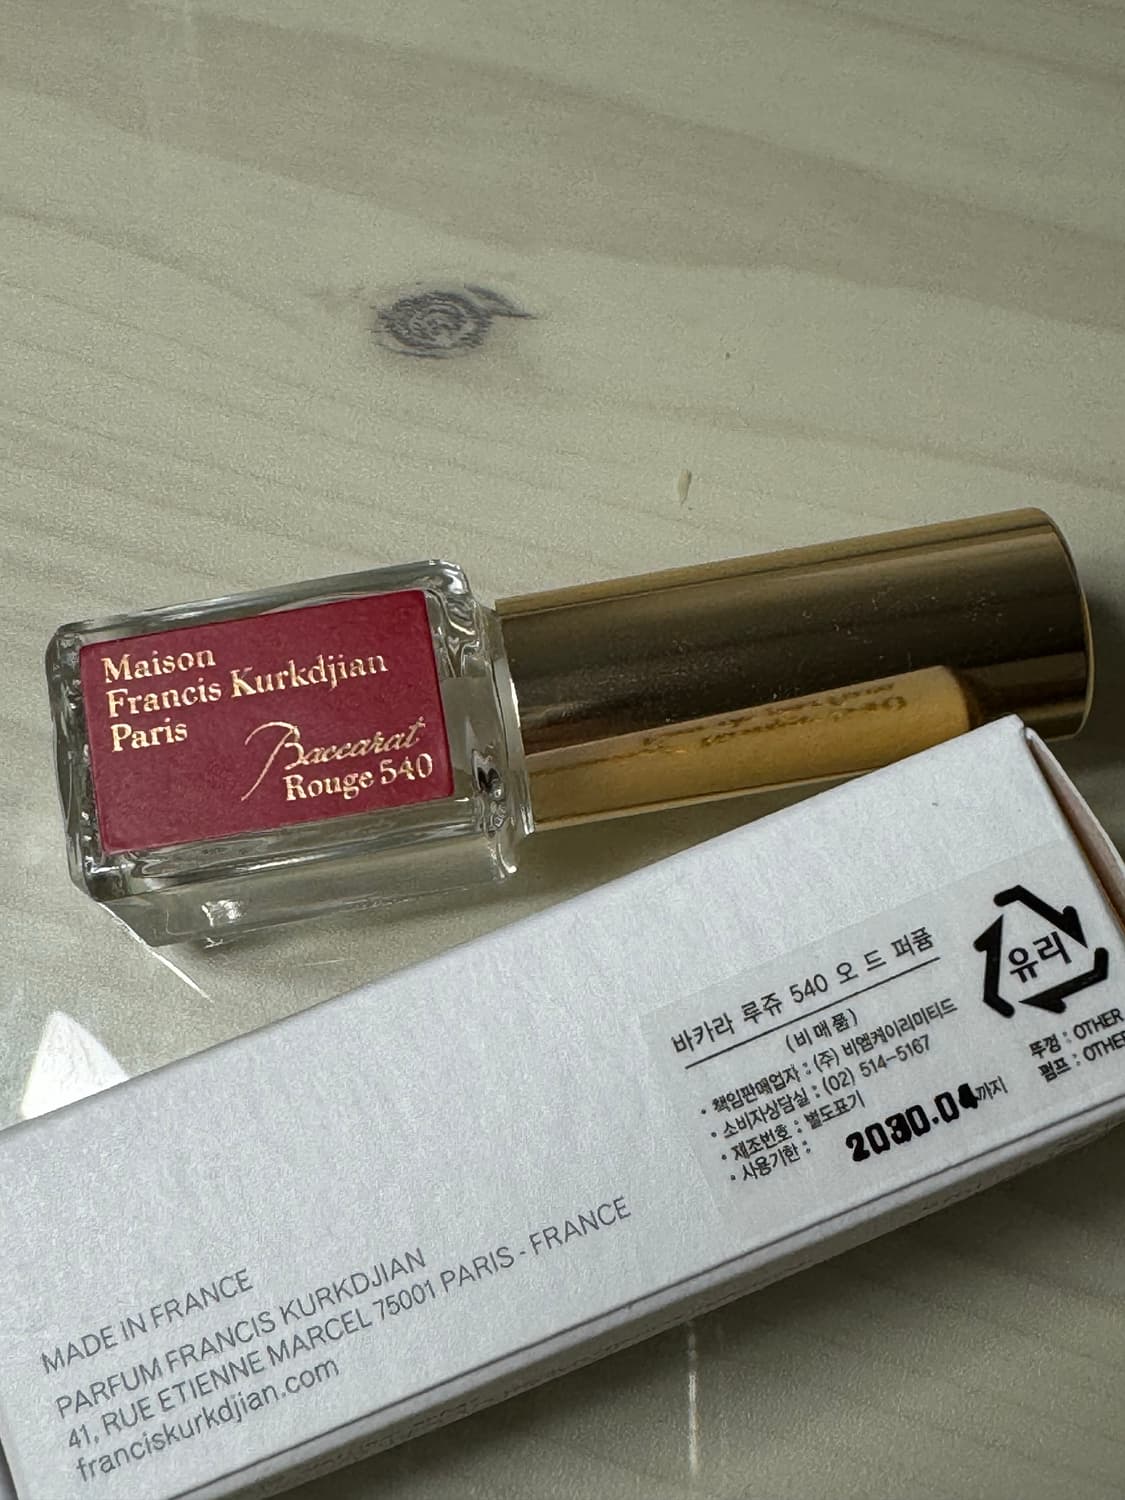 Maison
Francis Kurkdjian
Paris
Baccarat
Rouge 540
바카라 루쥬 540 오 드 퍼퓸
(비매품)
• 책임판매업자 : (주) 비엠케이리미티드
• 소비자상담실 : (02) 514-5167
• 제조번호 : 별도표기
• 사용기한 : 2030.04까지
유리
뚜껑 : OTHER
펌프 : OTHER
MADE IN FRANCE
PARFUM FRANCIS KURKDJIAN
41, RUE ETIENNE MARCEL 75001 PARIS - FRANCE
franciskurkdjian.com